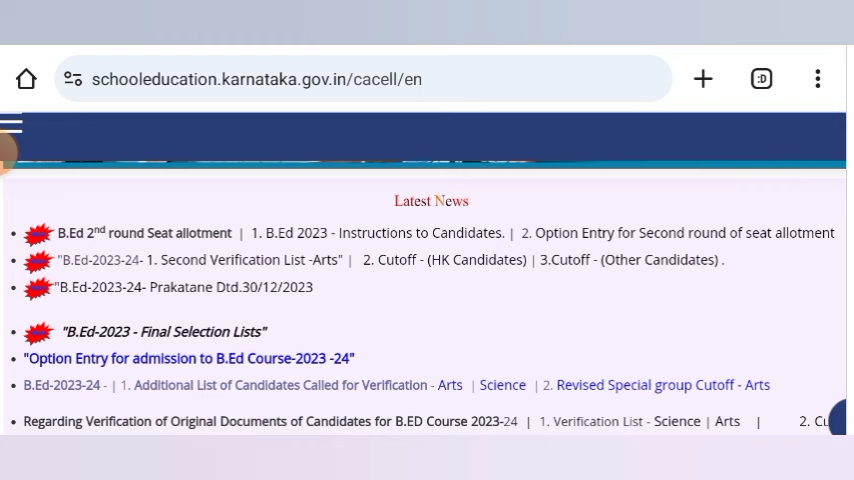 schooleducation.karnataka.gov.in/cacell/en
:D
Latest News
B.Ed 2nd round Seat allotment | 1. B.Ed 2023 - Instructions to Candidates. | 2. Option Entry for Second round of seat allotment
"B.Ed-2023-24- 1. Second Verification List -Arts" | 2. Cutoff - (HK Candidates) | 3.Cutoff - (Other Candidates) .
"B.Ed-2023-24- Prakatane Dtd.30/12/2023
"B.Ed-2023 - Final Selection Lists"
"Option Entry for admission to B.Ed Course-2023 -24"
B.Ed-2023-24 - | 1. Additional List of Candidates Called for Verification - Arts | Science | 2. Revised Special group Cutoff - Arts
Regarding Verification of Original Documents of Candidates for B.ED Course 2023-24 | 1. Verification List - Science | Arts | 2.